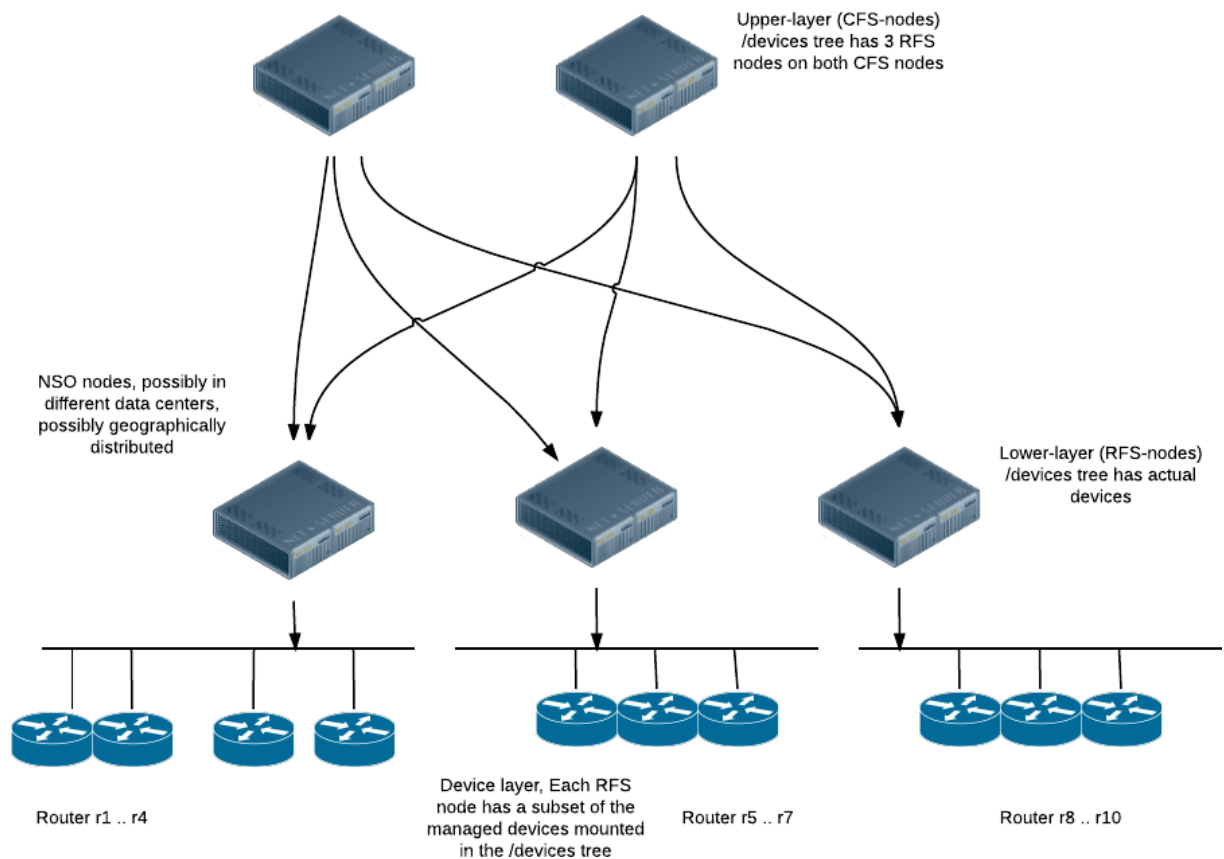 Upper-layer (CFS-nodes)
/devices tree has 3 RFS
nodes on both CFS nodes
NSO nodes, possibly in
different data centers,
possibly geographically
distributed
Lower-layer (RFS-nodes)
/devices tree has actual
devices
Device layer, Each RFS
node has a subset of the
managed devices mounted
in the /devices tree
Router r1 .. r4
Router r5 .. r7
Router r8 .. r10